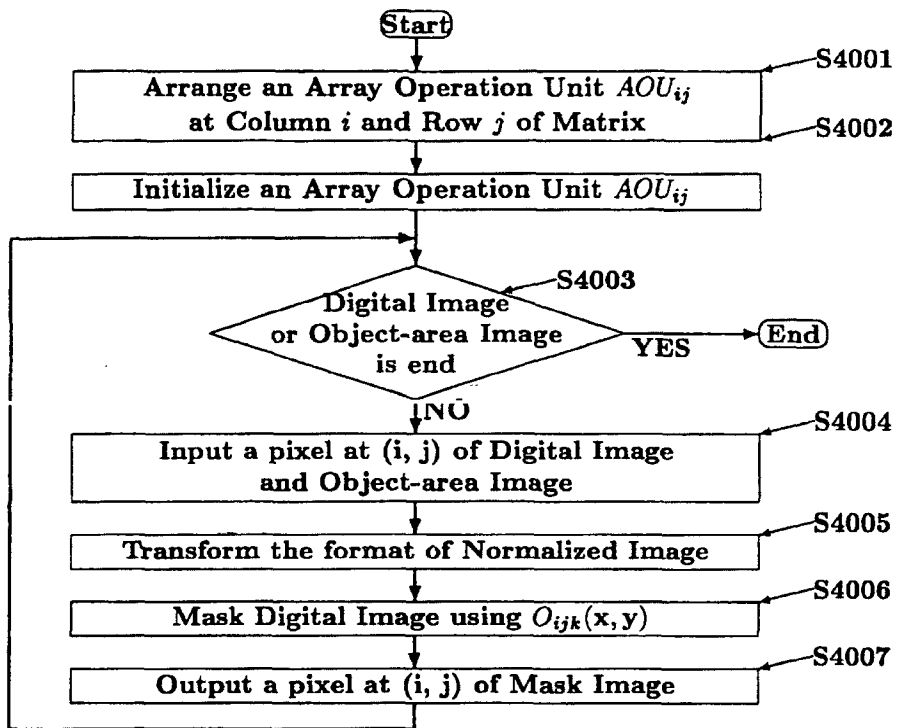 Start
S4001
Arrange an Array Operation Unit AOU_ij
at Column i and Row j of Matrix
S4002
Initialize an Array Operation Unit AOU_ij
S4003
Digital Image
or Object-area Image
is end
YES
End
NO
S4004
Input a pixel at (i, j) of Digital Image
and Object-area Image
S4005
Transform the format of Normalized Image
S4006
Mask Digital Image using O_ijk(x, y)
S4007
Output a pixel at (i, j) of Mask Image